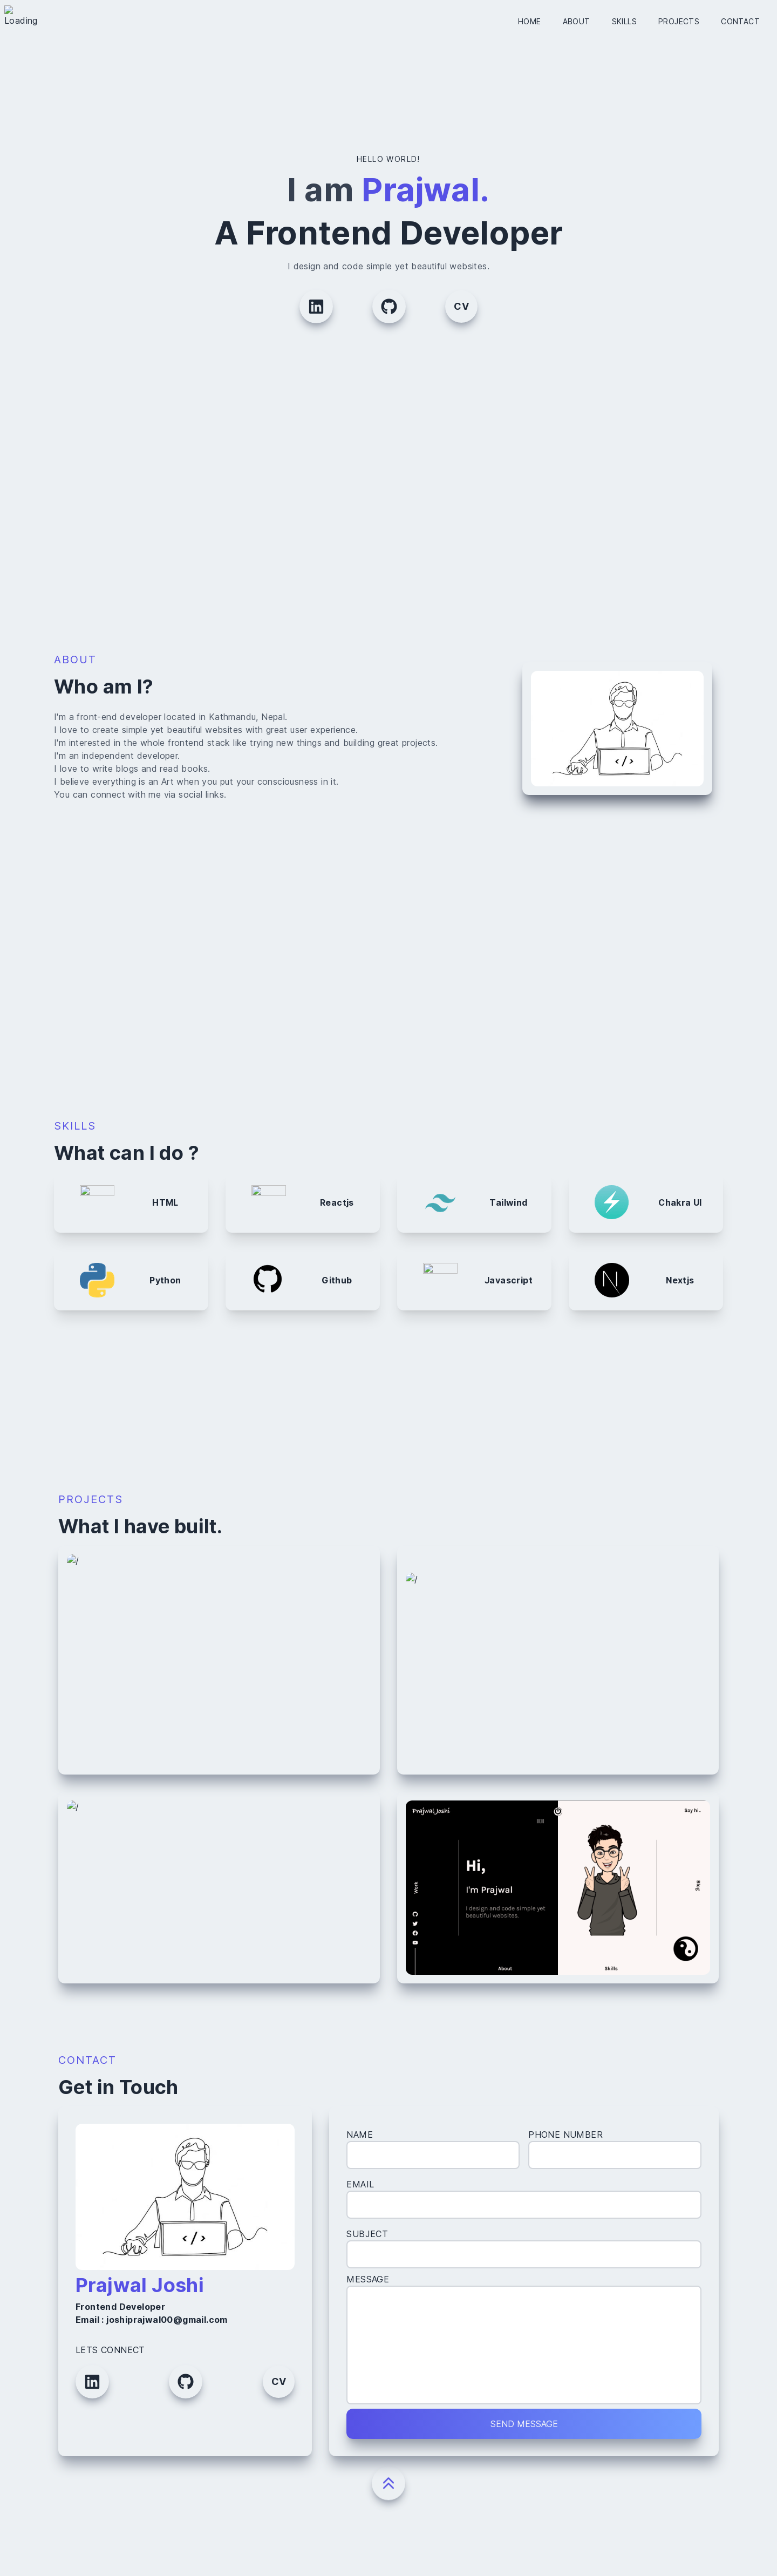 Loading
HOME ABOUT SKILLS PROJECTS CONTACT
HELLO WORLD!
I am Prajwal.
A Frontend Developer
I design and code simple yet beautiful websites.
CV
ABOUT
Who am I?
I'm a front-end developer located in Kathmandu, Nepal.
I love to create simple yet beautiful websites with great user experience.
I'm interested in the whole frontend stack like trying new things and building great projects.
I'm an independent developer.
I love to write blogs and read books.
I believe everything is an Art when you put your consciousness in it.
You can connect with me via social links.
</>
SKILLS
What can I do ?
HTML
Reactjs
Tailwind
Chakra UI
Python
Github
Javascript
Nextjs
PROJECTS
What I have built.
/
/
/
Prajwal Joshi
Say hi..
Hi,
I'm Prajwal
I design and code simple yet
beautiful websites.
Work
Blog
About
Skills
CONTACT
Get in Touch
</>
Prajwal Joshi
Frontend Developer
Email : joshiprajwal00@gmail.com
LETS CONNECT
CV
NAME
PHONE NUMBER
EMAIL
SUBJECT
MESSAGE
SEND MESSAGE